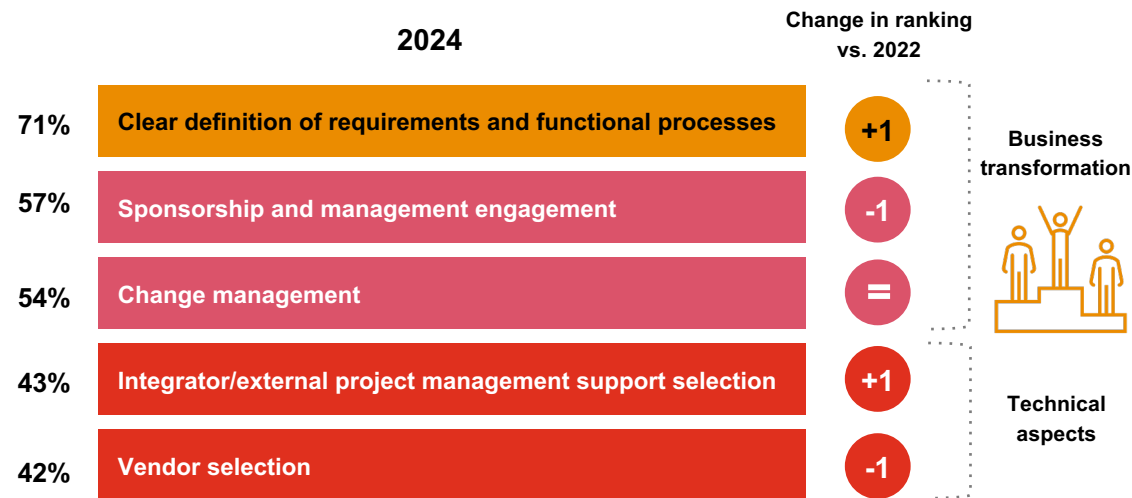 2024
Change in ranking
vs. 2022
71%
Clear definition of requirements and functional processes
+1
57%
Sponsorship and management engagement
-1
54%
Change management
=
Business
transformation
43%
Integrator/external project management support selection
+1
42%
Vendor selection
-1
Technical
aspects